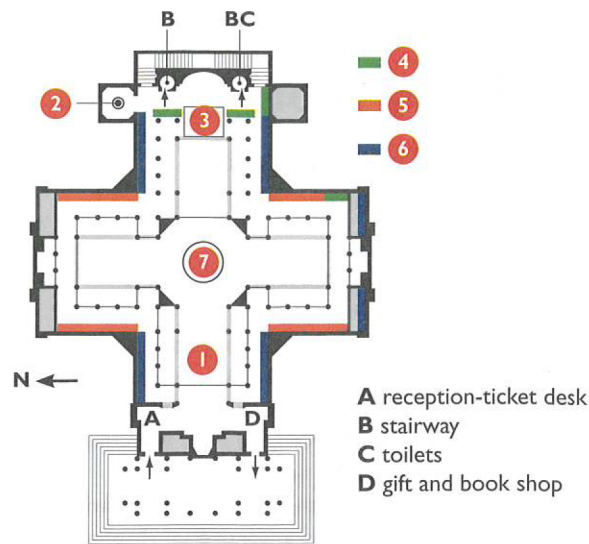 B BC
4
2
3
5
6
7
1
N
A D
A reception-ticket desk
B stairway
C toilets
D gift and book shop